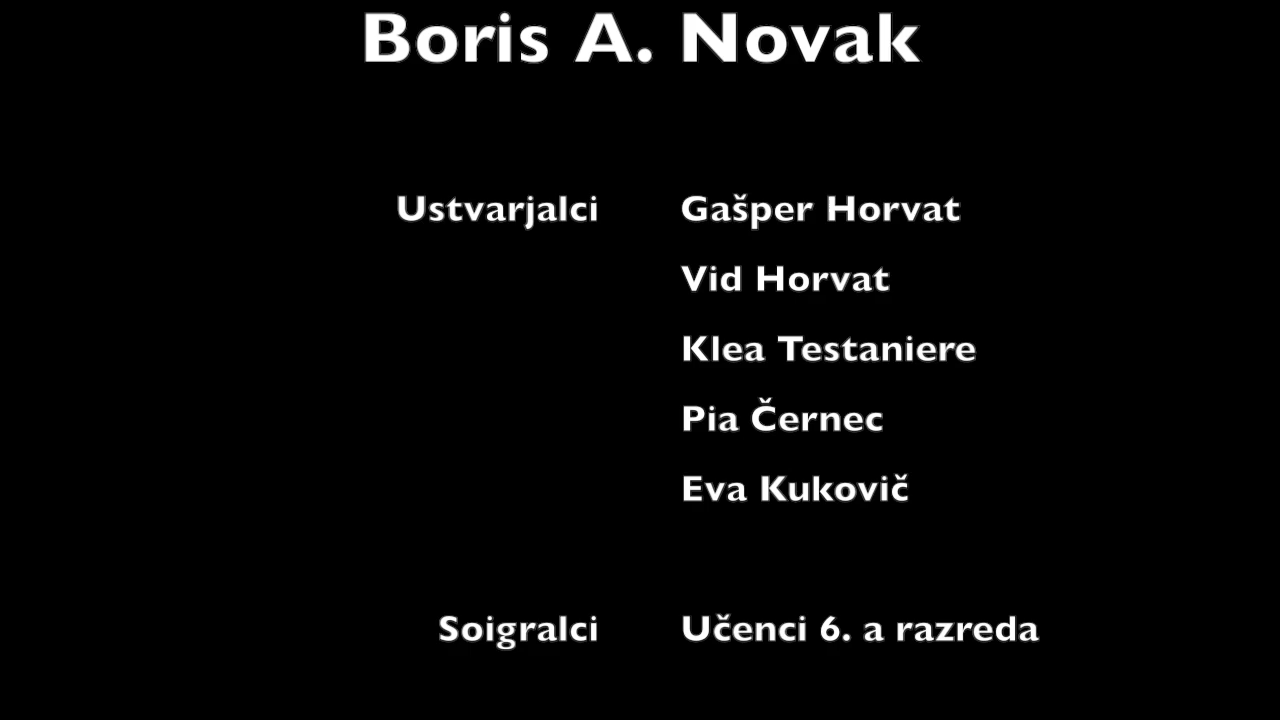 Boris A. Novak
Ustvarjalci Gašper Horvat
Vid Horvat
Klea Testaniere
Pia Černec
Eva Kukovič
Soigralci Učenci 6. a razreda